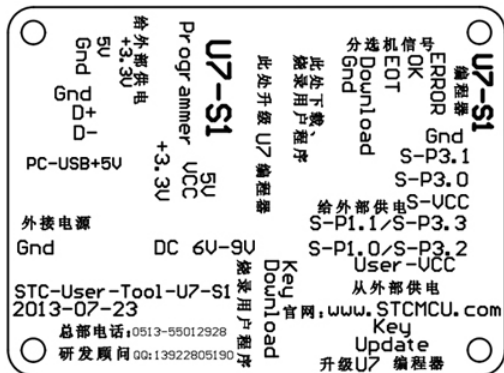 给外部供电
+3.3V
5V
Gnd
Gnd
D+
D-
PC-USB+5V
外接电源
Gnd
DC 6V-9V
U7-S1
Programmer VCC
5V
+3.3V
此处升级 U7 编程器
此处下载、
烧录用户程序
分选机信号
ERROR
OK
EOT
Download
Gnd
U7-S1
编程器
Gnd
S-P3.1
S-P3.0
S-VCC
给外部供电
S-P1.1/S-P3.3
S-P1.0/S-P3.2
User-VCC
从外部供电
STC-User-Tool-U7-S1
2013-07-23
总部电话:0513-55012928
研发顾问QQ:13922805190
Key
Download
烧录用户程序
官网:www.STCMCU.com
Key
Update
升级U7 编程器